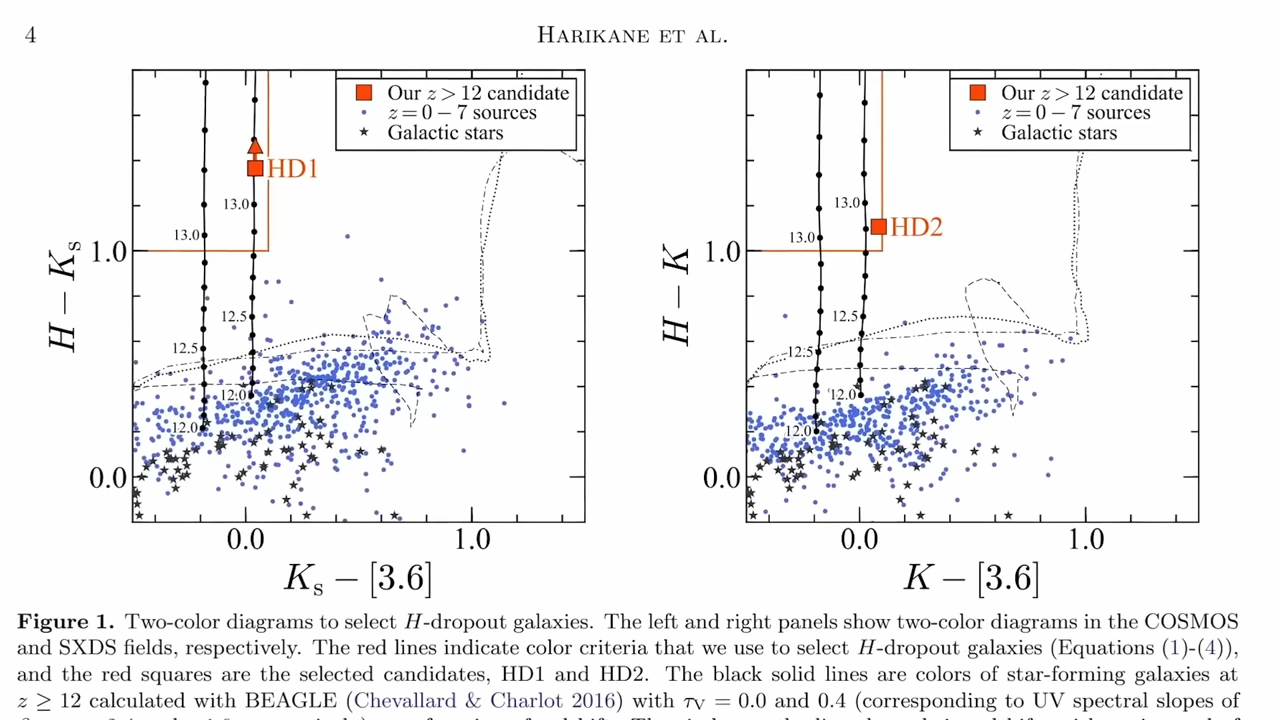 4
HARIKANE ET AL.
Our z > 12 candidate
z = 0 − 7 sources
Galactic stars
HD1
13.0
13.0
12.5
12.5
12.0
12.0
1.0
0.0
H − Ks
0.0
1.0
Ks − [3.6]
Our z > 12 candidate
z = 0 − 7 sources
Galactic stars
HD2
13.0
13.0
12.5
12.5
12.0
12.0
1.0
0.0
H − K
0.0
1.0
K − [3.6]
Figure 1. Two-color diagrams to select H-dropout galaxies. The left and right panels show two-color diagrams in the COSMOS
and SXDS fields, respectively. The red lines indicate color criteria that we use to select H-dropout galaxies (Equations (1)-(4)),
and the red squares are the selected candidates, HD1 and HD2. The black solid lines are colors of star-forming galaxies at
z ≥ 12 calculated with BEAGLE (Chevallard & Charlot 2016) with τV = 0.0 and 0.4 (corresponding to UV spectral slopes of